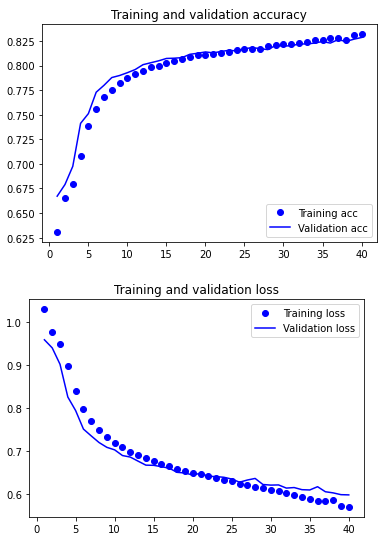 Training and validation accuracy
0.825
0.800
0.775
0.750
0.725
0.700
0.675
0.650
0.625
Training acc
Validation acc
0 5 10 15 20 25 30 35 40
Training and validation loss
Training loss
Validation loss
1.0
0.9
0.8
0.7
0.6
0 5 10 15 20 25 30 35 40